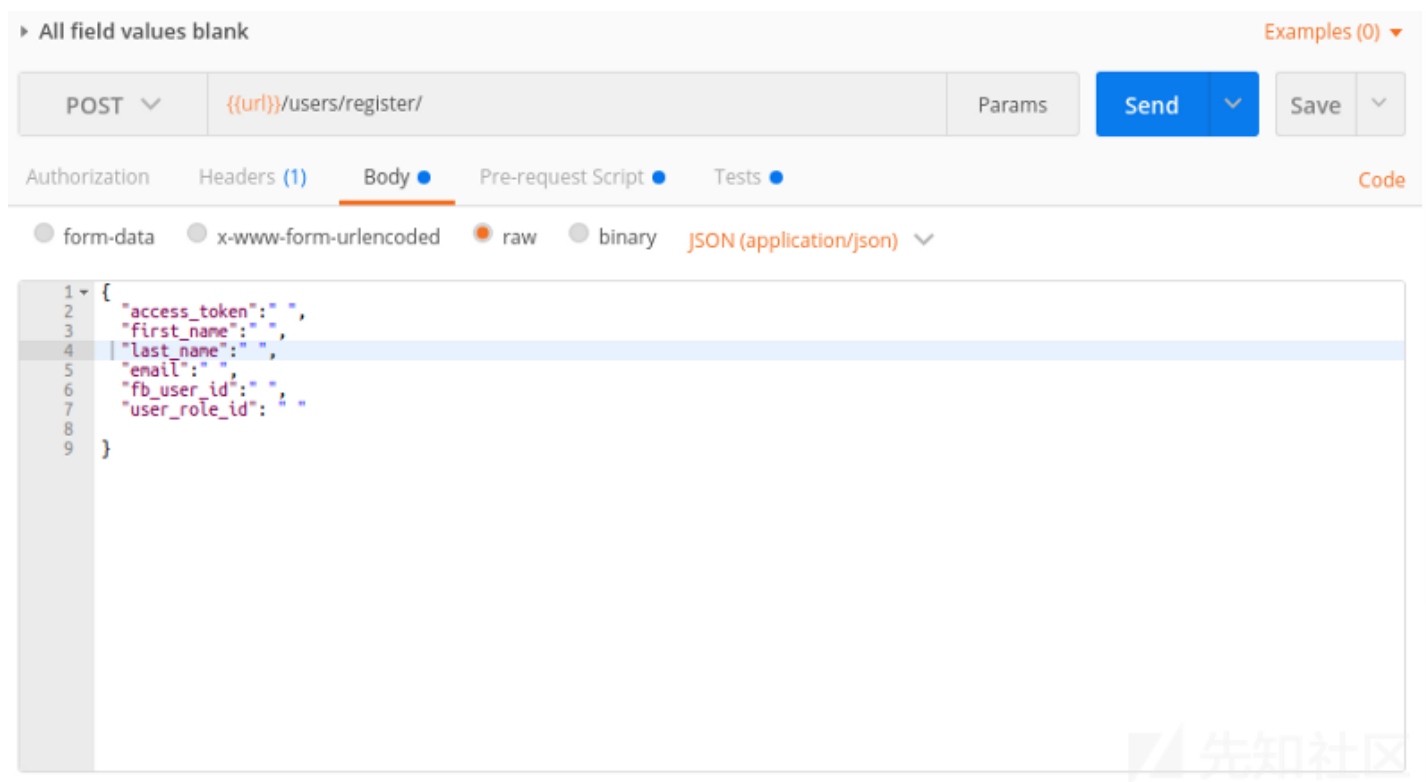 All field values blank
Examples (0)
POST
{{url}}/users/register/
Params
Send
Save
Authorization
Headers (1)
Body
Pre-request Script
Tests
Code
form-data
x-www-form-urlencoded
raw
binary
JSON (application/json)
1 {
2 "access_token":" ",
3 "first_name":" ",
4 "last_name":" ",
5 "email":" ",
6 "fb_user_id":" ",
7 "user_role_id": " "
8
9 }
先知社区